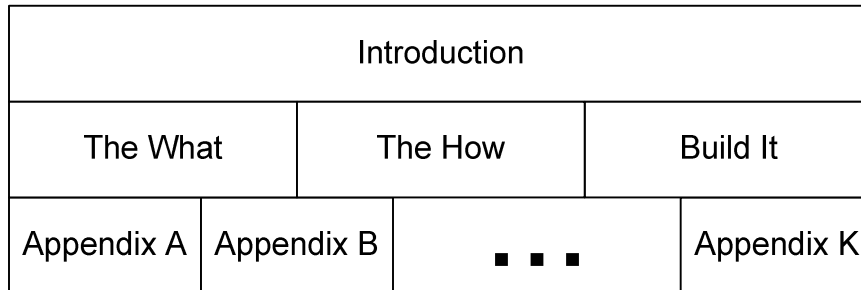 Introduction
The What The How Build It
Appendix A Appendix B ... Appendix K